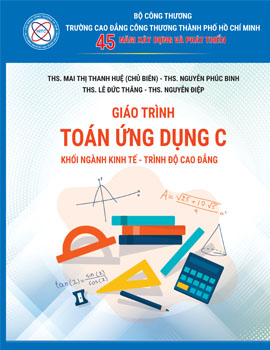 BỘ CÔNG THƯƠNG
TRƯỜNG CAO ĐẲNG CÔNG THƯƠNG THÀNH PHỐ HỒ CHÍ MINH
45 NĂM XÂY DỰNG VÀ PHÁT TRIỂN
THS. MAI THỊ THANH HUỆ (CHỦ BIÊN) - THS. NGUYỄN PHÚC BINH
THS. LÊ ĐỨC THẮNG - THS. NGUYỄN ĐIỆP
GIÁO TRÌNH
TOÁN ỨNG DỤNG C
KHỐI NGÀNH KINH TẾ - TRÌNH ĐỘ CAO ĐẲNG